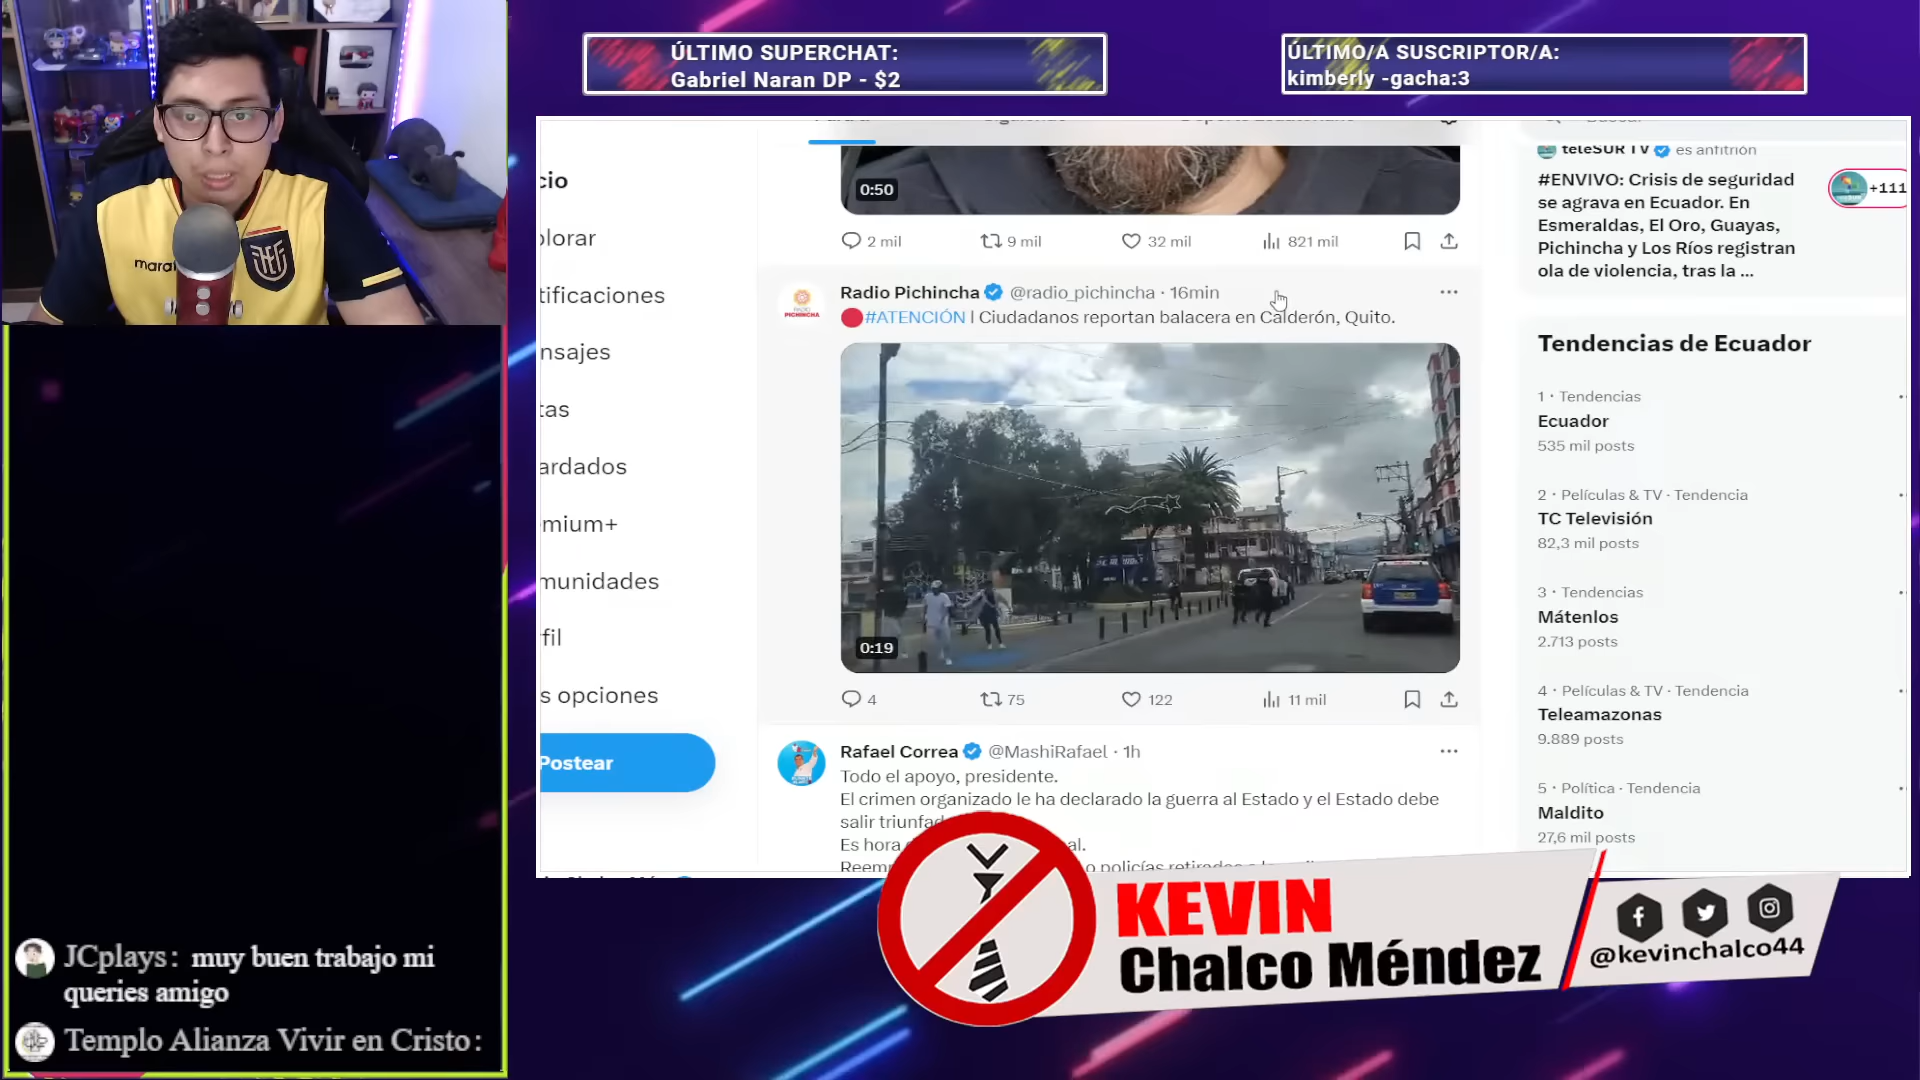 ÚLTIMO SUPERCHAT:
Gabriel Naran DP - $2
ÚLTIMO/A SUSCRIPTOR/A:
kimberly -gacha:3
marat
cio
plorar
tificaciones
nsajes
tas
ardados
emium+
munidades
rfil
s opciones
Postear
0:50
2 mil
9 mil
32 mil
821 mil
Radio Pichincha @radio_pichincha · 16min
#ATENCIÓN | Ciudadanos reportan balacera en Calderón, Quito.
0:19
4
75
122
11 mil
Rafael Correa @MashiRafael · 1h
Todo el apoyo, presidente.
El crimen organizado le ha declarado la guerra al Estado y el Estado debe
salir triunfad
Es hora
al.
Reem
o policías retirados
teleSUR TV es anfitrión
#ENVIVO: Crisis de seguridad
se agrava en Ecuador. En
Esmeraldas, El Oro, Guayas,
Pichincha y Los Ríos registran
ola de violencia, tras la ...
+111
Tendencias de Ecuador
1 · Tendencias
Ecuador
535 mil posts
2 · Películas & TV · Tendencia
TC Televisión
82,3 mil posts
3 · Tendencias
Mátenlos
2.713 posts
4 · Películas & TV · Tendencia
Teleamazonas
9.889 posts
5 · Política · Tendencia
Maldito
27,6 mil posts
KEVIN
Chalco Méndez
@kevinchalco44
JCplays: muy buen trabajo mi
queries amigo
Templo Alianza Vivir en Cristo: